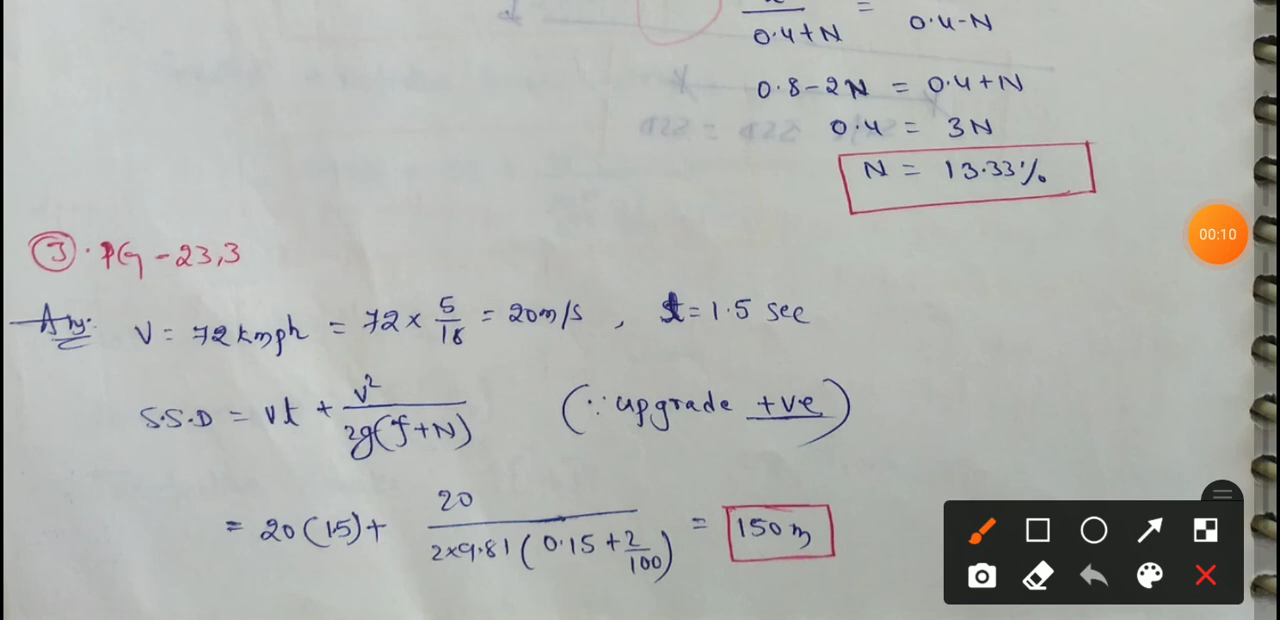 0.4+N = 0.4-N
0.8-2N = 0.4+N
0.4 = 3N
N = 13.33%
00:10
③. PG - 23,3
Ans: V = 72 kmph = 72 × 5/18 = 20m/s , t = 1.5 sec
S.S.D = vt + v²/2g(f+N) (∵ upgrade +ve)
= 20(15) + 20/2×9.81(0.15+2/100) = 150m